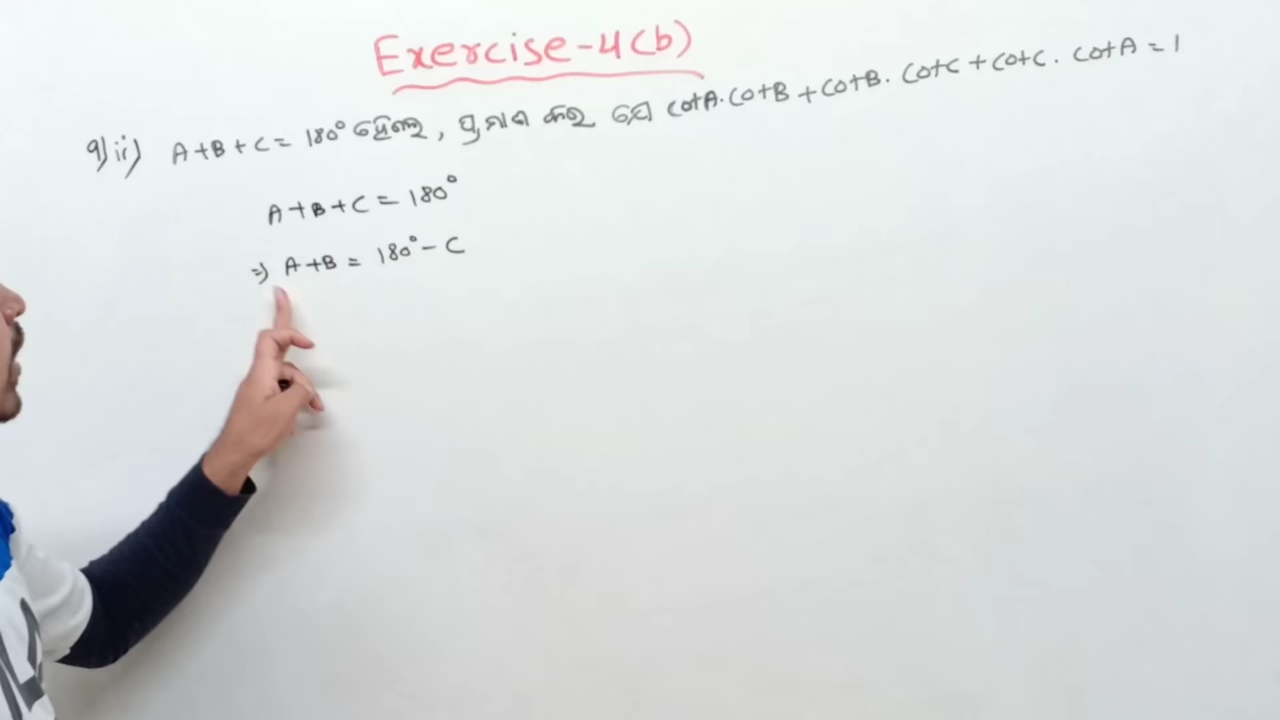 Exercise-4(b)
9)ii) A+B+C = 180° ହେଲେ, ପ୍ରମାଣ କର ଯେ cotA.cotB+cotB.cotC+cotC.cotA=1
A+B+C=180°
⇒ A+B = 180°-C